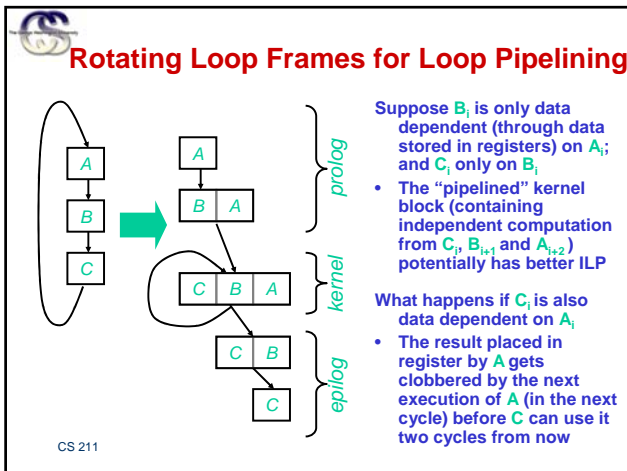 Rotating Loop Frames for Loop Pipelining
A
B
C
A
B A
C B A
C B
C
prolog
kernel
epilog
Suppose Bi is only data
dependent (through data
stored in registers) on Ai;
and Ci only on Bi
• The “pipelined” kernel
block (containing
independent computation
from Ci, Bi+1 and Ai+2 )
potentially has better ILP
What happens if Ci is also
data dependent on Ai
• The result placed in
register by A gets
clobbered by the next
execution of A (in the next
cycle) before C can use it
two cycles from now
CS 211